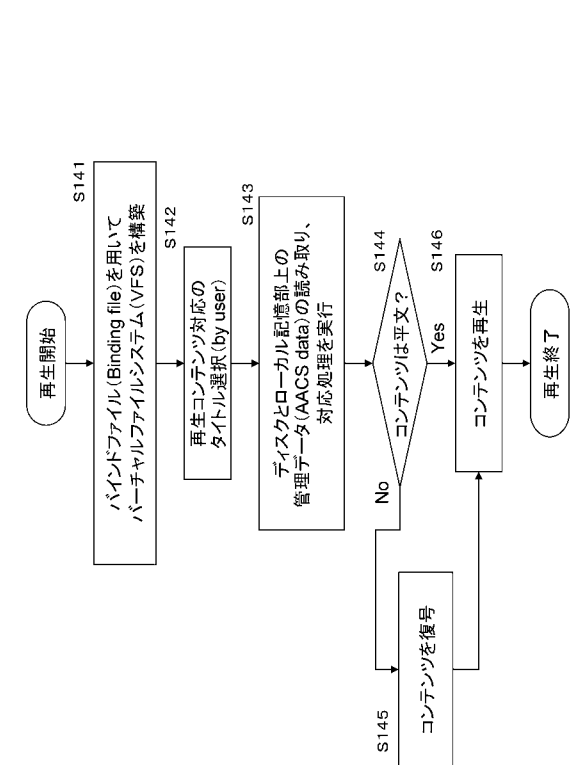 再生開始
S141
バインドファイル(Binding file)を用いて
バーチャルファイルシステム(VFS)を構築
S142
再生コンテンツ対応の
タイトル選択(by user)
S143
ディスクとローカル記憶部上の
管理データ(AACS data)の読み取り、
対応処理を実行
S144
コンテンツは平文?
No
Yes
S145
コンテンツを復号
S146
コンテンツを再生
再生終了